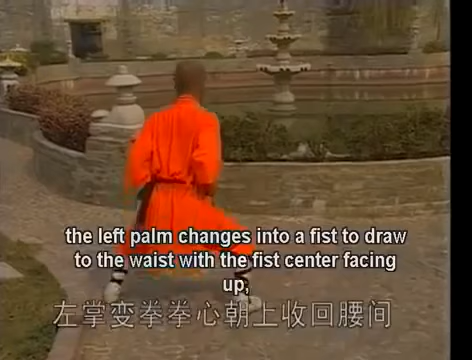 the left palm changes into a fist to draw
to the waist with the fist center facing
up,
左掌变拳拳心朝上收回腰间